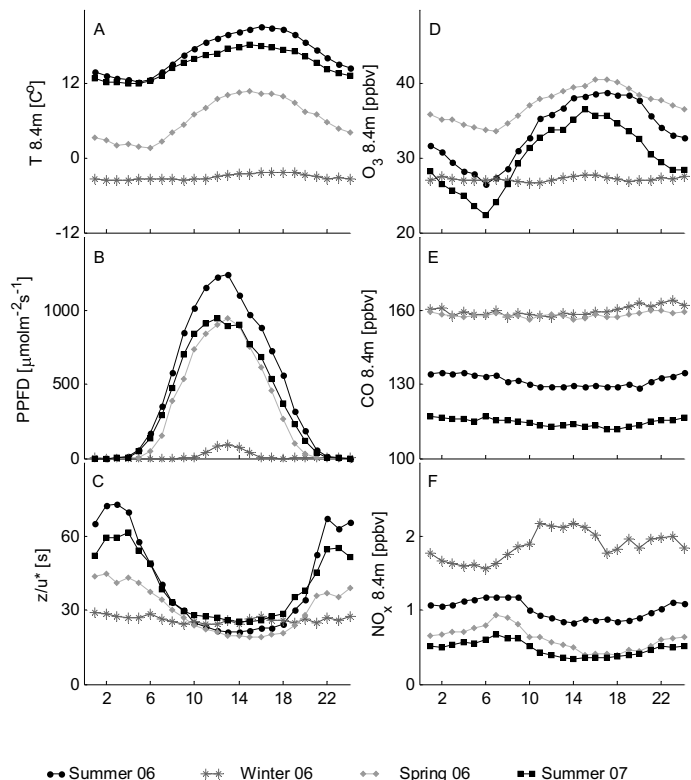 A
T 8.4m [C°]
12
0
-12
B
PPFD [μmolm⁻²s⁻¹]
1000
500
0
C
z/u* [s]
60
30
0
2 6 10 14 18 22
D
O₃ 8.4m [ppbv]
40
30
20
E
CO 8.4m [ppbv]
160
130
100
F
NOₓ 8.4m [ppbv]
2
1
0
2 6 10 14 18 22
Summer 06 Winter 06 Spring 06 Summer 07